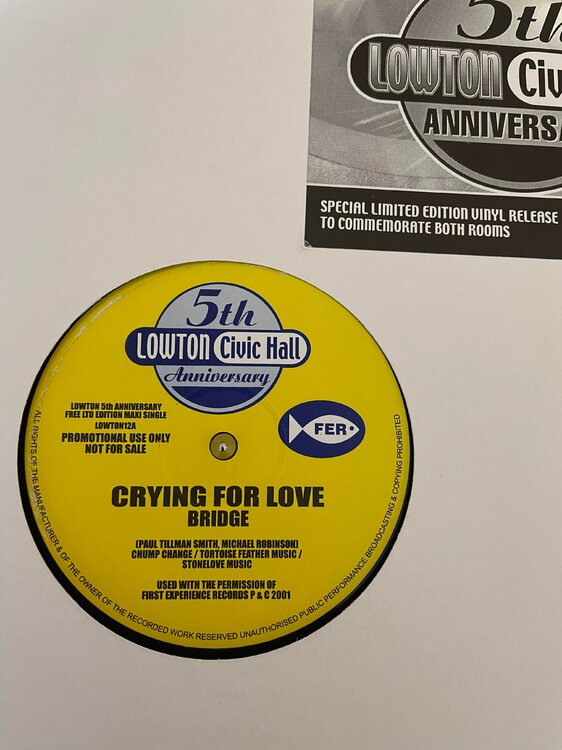 5th
LOWTON Civ
ANNIVERS
SPECIAL LIMITED EDITION VINYL RELEASE
TO COMMEMORATE BOTH ROOMS
5th
LOWTON Civic Hall
Anniversary
LOWTON 5th ANNIVERSARY
FREE LTD EDITION MAXI SINGLE
LOWTON12A
PROMOTIONAL USE ONLY
NOT FOR SALE
FER
CRYING FOR LOVE
BRIDGE
(PAUL TILLMAN SMITH, MICHAEL ROBINSON)
CHUMP CHANGE / TORTOISE FEATHER MUSIC /
STONELOVE MUSIC
USED WITH THE PERMISSION OF
FIRST EXPERIENCE RECORDS P & C 2001
ALL RIGHTS OF THE MANUFACTURER & OF THE OWNER OF THE RECORDED WORK RESERVED UNAUTHORISED PUBLIC PERFORMANCE BROADCASTING & COPYING PROHIBITED